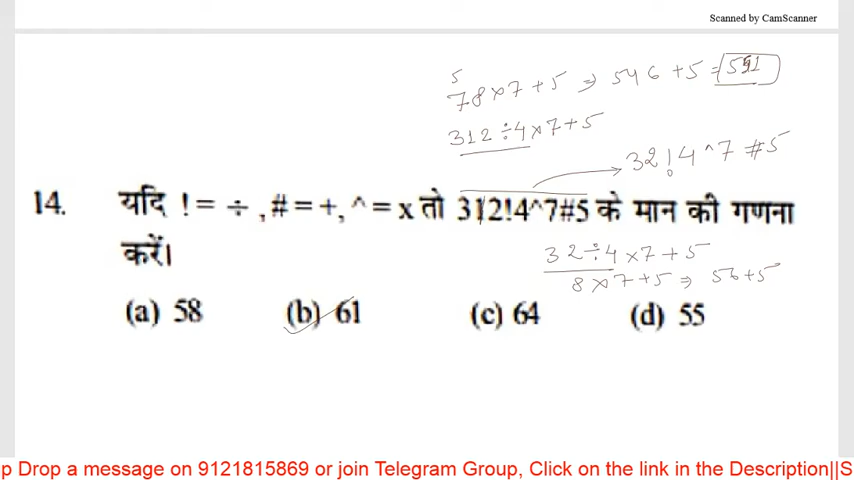 Scanned by CamScanner
5
78×7+5 ⇒ 546+5=551
312÷4×7+5
32!4^7#5
14. यदि != ÷ ,#=+,^=x तो 312!4^7#5 के मान की गणना
करें।
32÷4×7+5
8×7+5 ⇒ 56+5
(a) 58 (b) 61 (c) 64 (d) 55
p Drop a message on 9121815869 or join Telegram Group, Click on the link in the Description||S